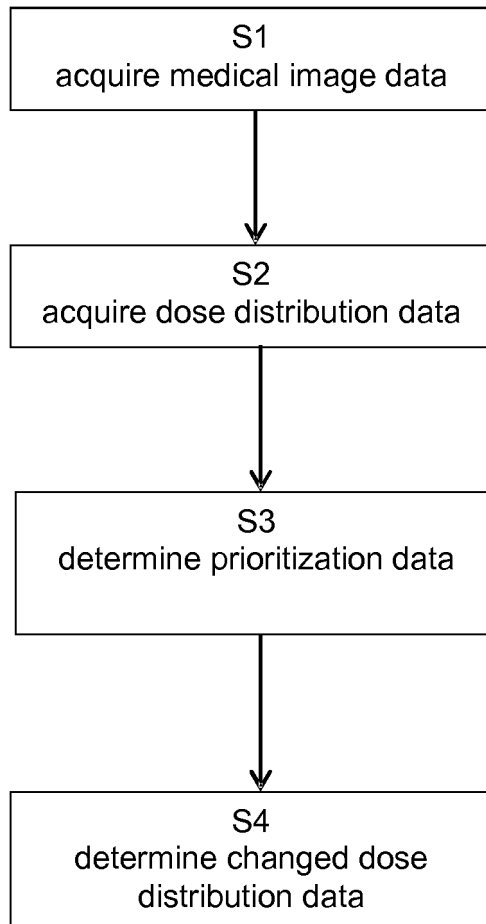 S1
acquire medical image data
S2
acquire dose distribution data
S3
determine prioritization data
S4
determine changed dose
distribution data